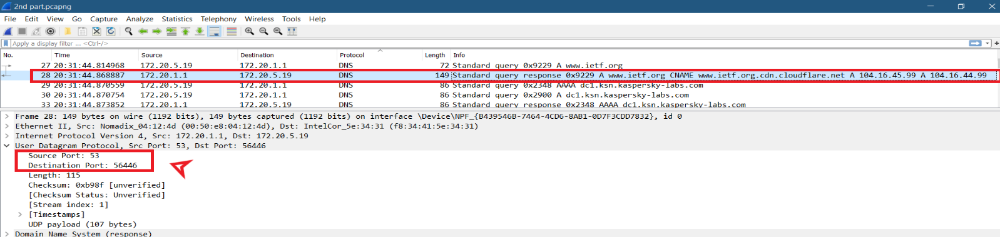 2nd part.pcapng
File Edit View Go Capture Analyze Statistics Telephony Wireless Tools Help
Apply a display filter ... <Ctrl-/>
No. Time Source Destination Protocol Length Info
27 20:31:44.814968 172.20.5.19 172.20.1.1 DNS 72 Standard query 0x9229 A www.ietf.org
28 20:31:44.868887 172.20.1.1 172.20.5.19 DNS 149 Standard query response 0x9229 A www.ietf.org CNAME www.ietf.org.cdn.cloudflare.net A 104.16.45.99 A 104.16.44.99
29 20:31:44.870559 172.20.5.19 172.20.1.1 DNS 86 Standard query 0x2348 AAAA dc1.ksn.kaspersky-labs.com
30 20:31:44.870754 172.20.5.19 172.20.1.1 DNS 86 Standard query 0x2900 A dc1.ksn.kaspersky-labs.com
33 20:31:44.873852 172.20.1.1 172.20.5.19 DNS 86 Standard query response 0x2348 AAAA dc1.ksn.kaspersky-labs.com
Frame 28: 149 bytes on wire (1192 bits), 149 bytes captured (1192 bits) on interface \Device\NPF_{B439546B-7464-4CD6-8AB1-0D7F3CDD7832}, id 0
Ethernet II, Src: Nomadix_04:12:4d (00:50:e8:04:12:4d), Dst: IntelCor_5e:34:31 (f8:34:41:5e:34:31)
Internet Protocol Version 4, Src: 172.20.1.1, Dst: 172.20.5.19
User Datagram Protocol, Src Port: 53, Dst Port: 56446
Source Port: 53
Destination Port: 56446
Length: 115
Checksum: 0xb98f [unverified]
[Checksum Status: Unverified]
[Stream index: 1]
[Timestamps]
UDP payload (107 bytes)
Domain Name System (response)